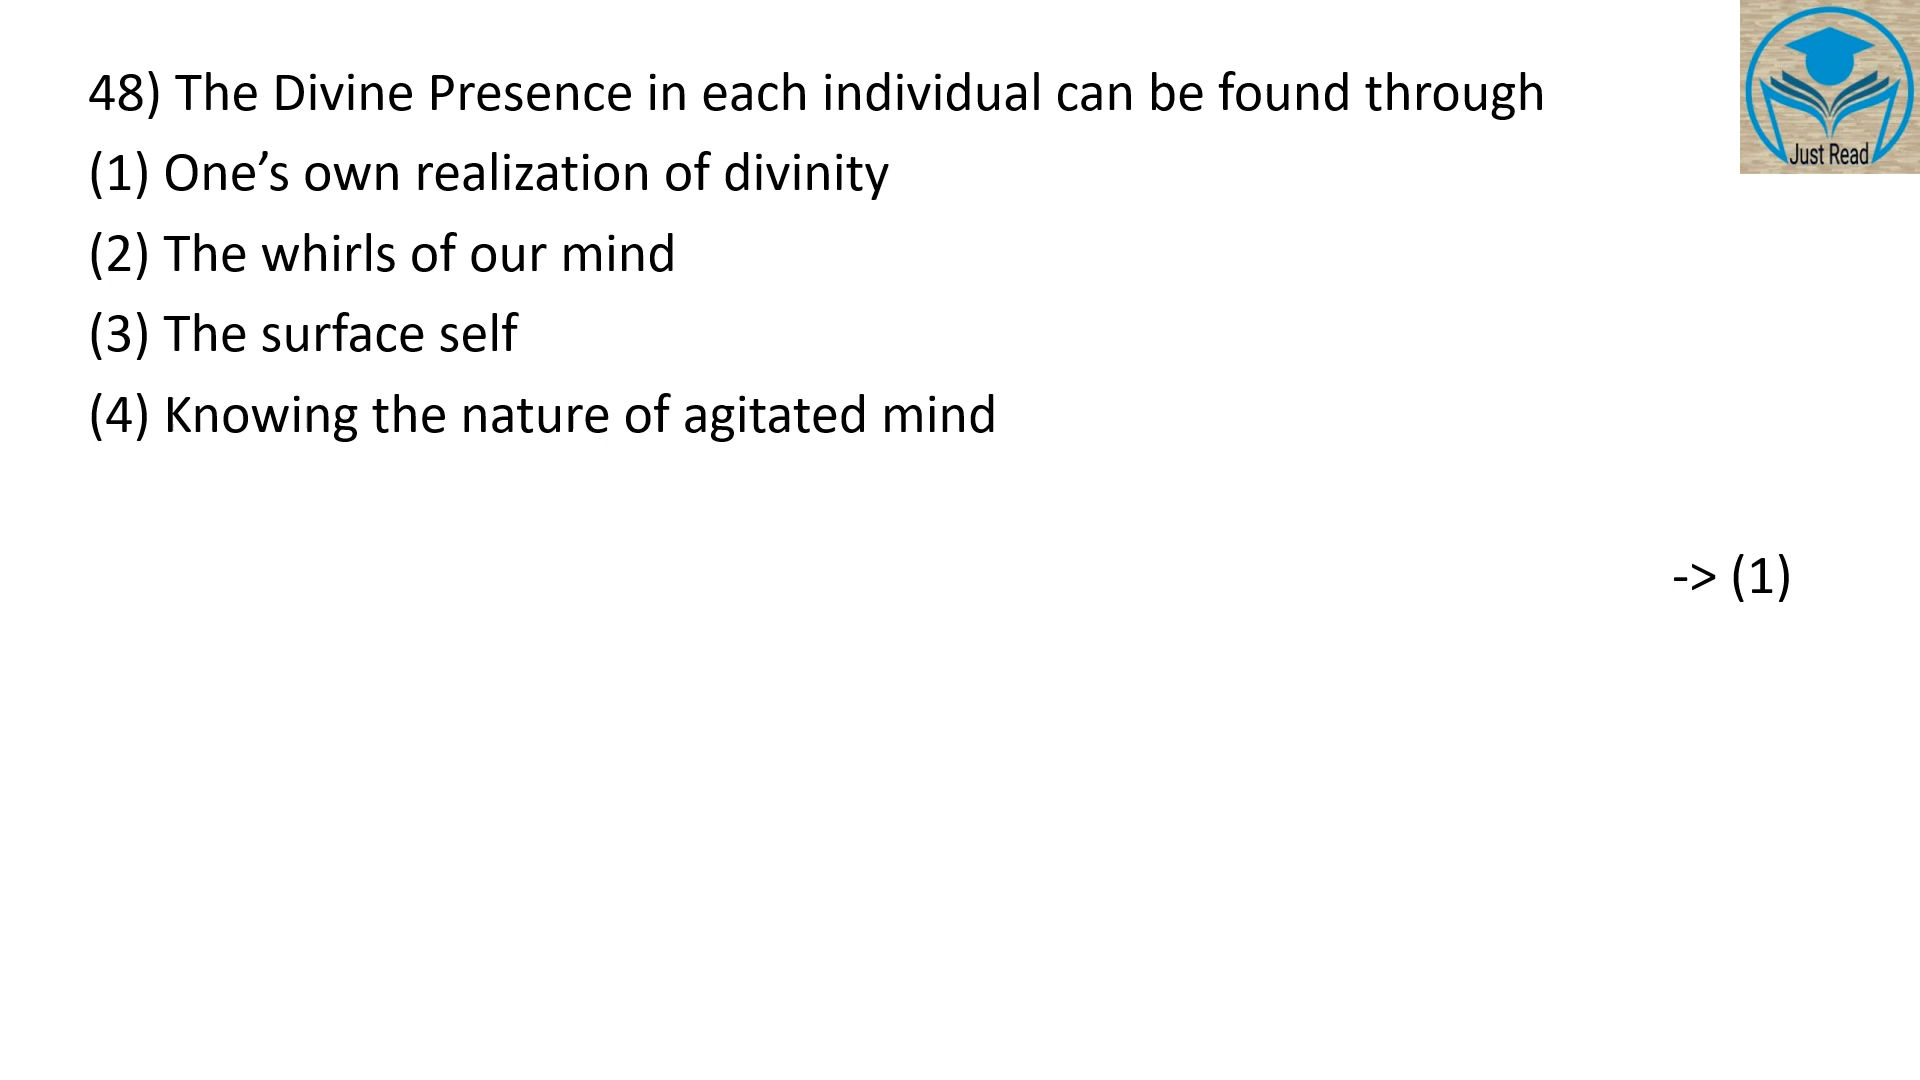 48) The Divine Presence in each individual can be found through
(1) One’s own realization of divinity
(2) The whirls of our mind
(3) The surface self
(4) Knowing the nature of agitated mind
-> (1)
Just Read